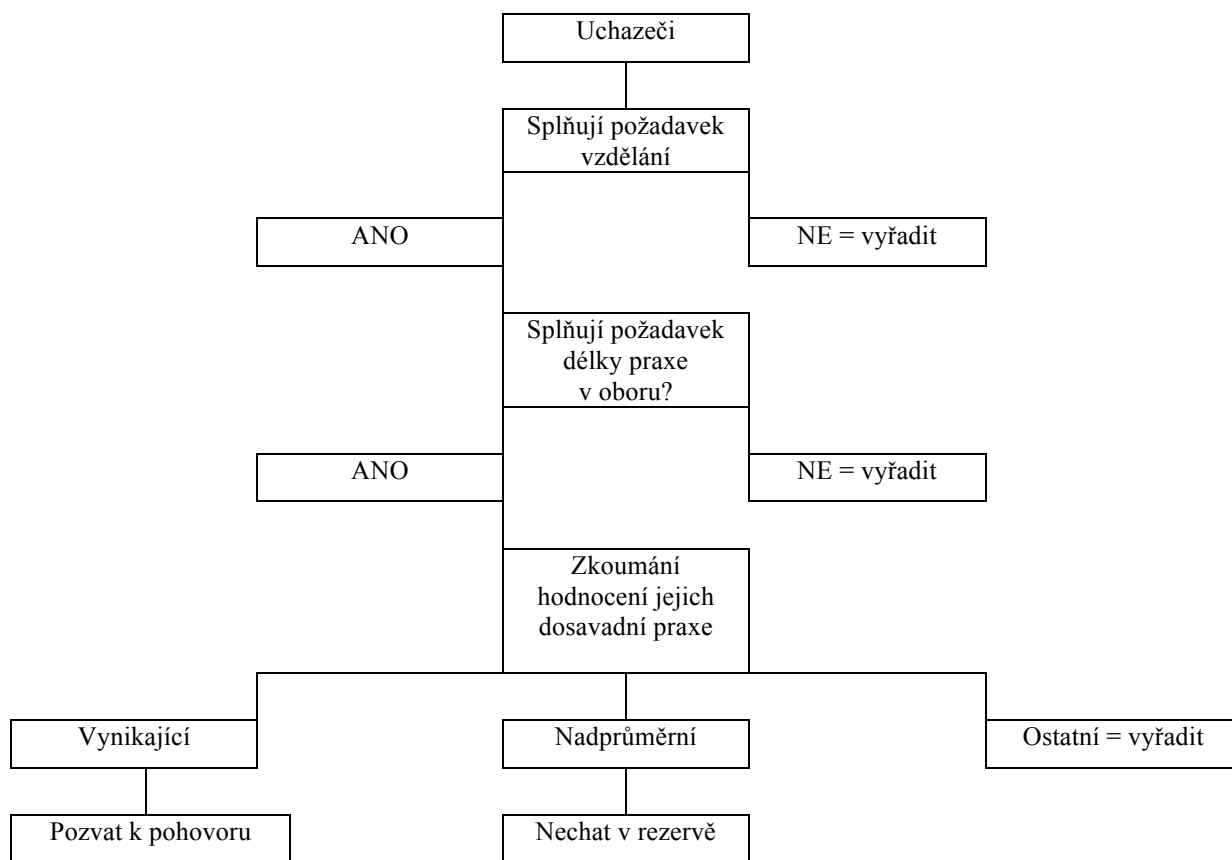 Uchazeči
Splňují požadavek
vzdělání
ANO
NE = vyřadit
Splňují požadavek
délky praxe
v oboru?
ANO
NE = vyřadit
Zkoumání
hodnocení jejich
dosavadní praxe
Vynikající
Nadprůměrní
Ostatní = vyřadit
Pozvat k pohovoru
Nechat v rezervě